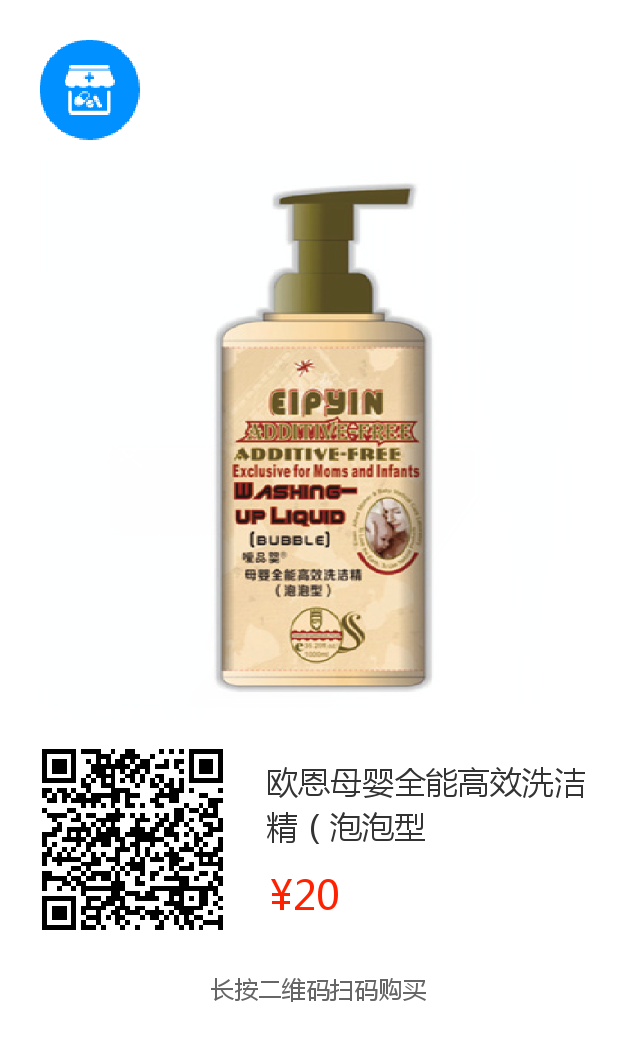 EIPYIN
ADDITIVE-FREE
ADDITIVE-FREE
Exclusive for Moms and Infants
WASHING-
UP LIQUID
[BUBBLE]
嗳品婴®
母婴全能高效洗洁精
（泡泡型）
1000ml
欧恩母婴全能高效洗洁
精（泡泡型
¥20
长按二维码扫码购买